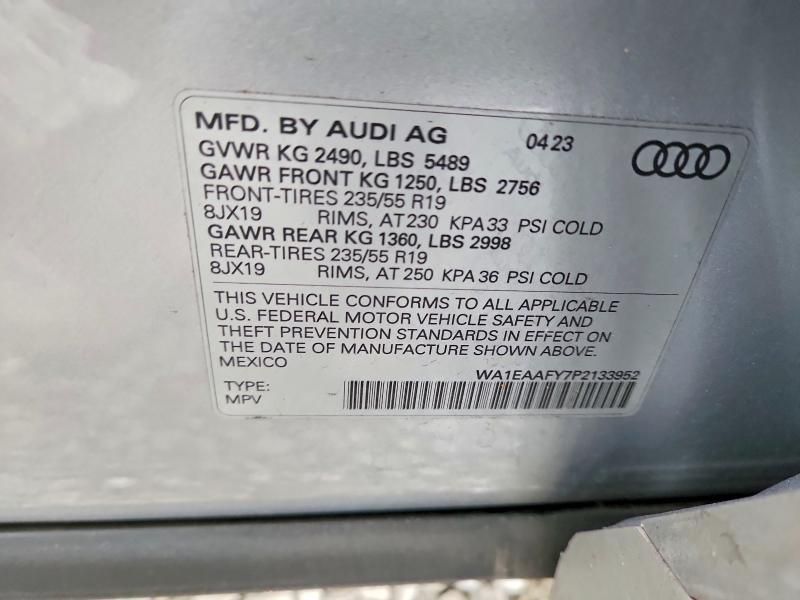 MFD. BY AUDI AG 04 23
GVWR KG 2490, LBS 5489
GAWR FRONT KG 1250, LBS 2756
FRONT-TIRES 235/55 R19
8JX19 RIMS, AT 230 KPA 33 PSI COLD
GAWR REAR KG 1360, LBS 2998
REAR-TIRES 235/55 R19
8JX19 RIMS, AT 250 KPA 36 PSI COLD
THIS VEHICLE CONFORMS TO ALL APPLICABLE
U.S. FEDERAL MOTOR VEHICLE SAFETY AND
THEFT PREVENTION STANDARDS IN EFFECT ON
THE DATE OF MANUFACTURE SHOWN ABOVE.
MEXICO
WA1EAAFY7P2133952
TYPE:
MPV